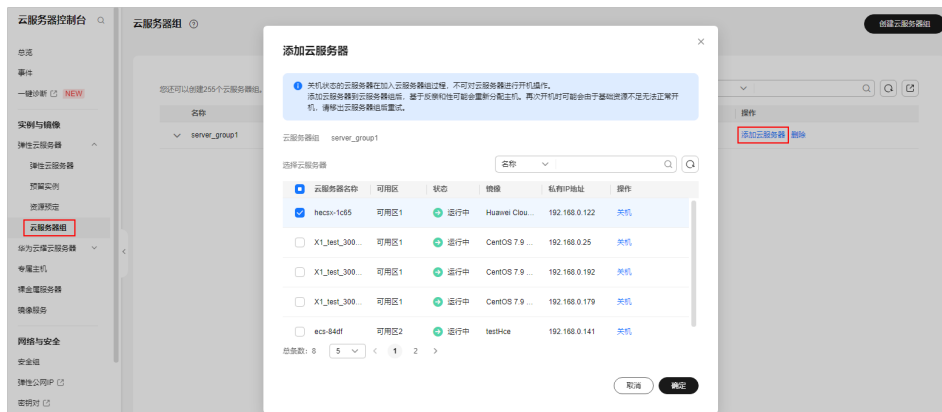 云服务器控制台
总览
事件
一键诊断 NEW
实例与镜像
弹性云服务器
弹性云服务器
预留实例
资源预定
云服务器组
华为云耀云服务器
专属主机
裸金属服务器
镜像服务
网络与安全
安全组
弹性公网IP
密钥对
云服务器组
创建云服务器组
您还可以创建255个云服务器组。
名称
操作
server_group1
添加云服务器 删除
添加云服务器
关机状态的云服务器在加入云服务器组过程，不可对云服务器进行开机操作。
添加云服务器到云服务器组后，基于反亲和性可能会重新分配主机。再次开机时可能会由于基础资源不足无法正常开
机，请移出云服务器组后重试。
云服务器组 server_group1
选择云服务器
名称
云服务器名称 可用区 状态 镜像 私有IP地址 操作
hecsx-1c65 可用区1 运行中 Huawei Clou... 192.168.0.122 关机
X1_test_300... 可用区1 运行中 CentOS 7.9 ... 192.168.0.25 关机
X1_test_300... 可用区1 运行中 CentOS 7.9 ... 192.168.0.192 关机
X1_test_300... 可用区1 运行中 CentOS 7.9 ... 192.168.0.179 关机
ecs-84df 可用区2 运行中 testHce 192.168.0.141 关机
总条数: 8 5 < 1 2 >
取消 确定